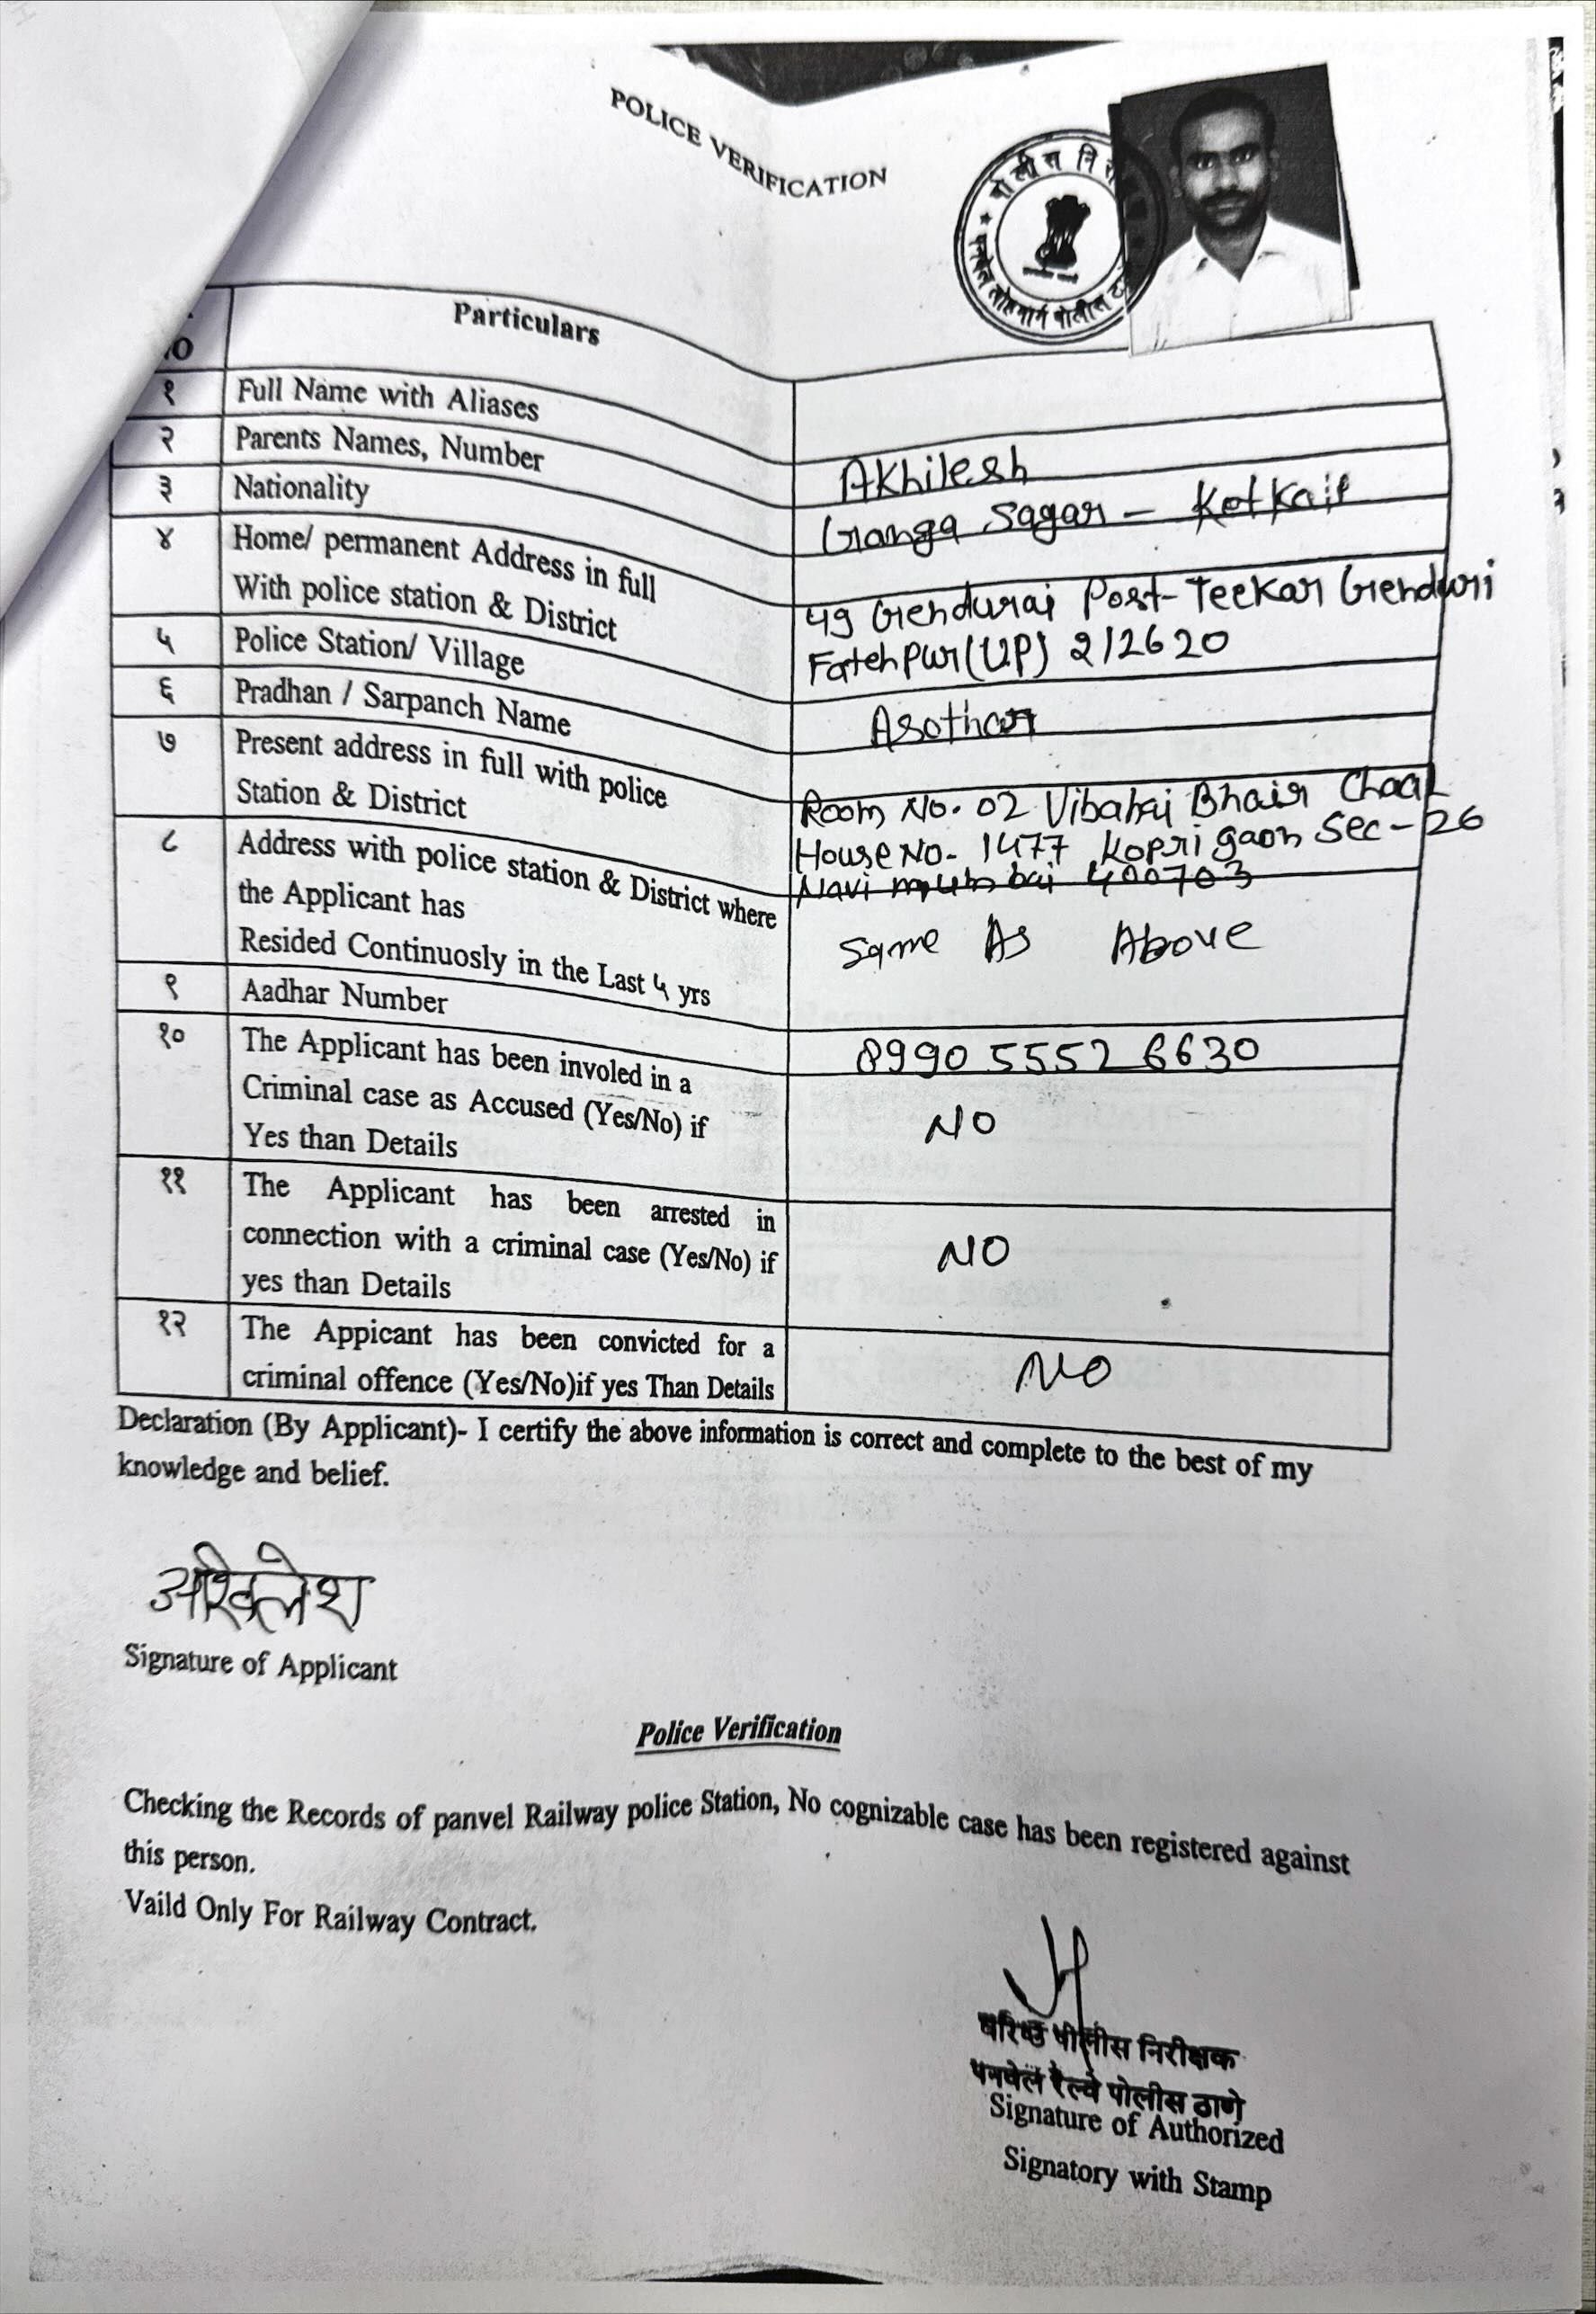 POLICE VERIFICATION
Particulars
१ Full Name with Aliases Akhilesh
२ Parents Names, Number Ganga Sagar -
३ Nationality
४ Home/ permanent Address in full
With police station & District
49 Gendurai Post-Teekar Genduri
Fatehpur (UP) 212620
५ Police Station/ Village Asothar
६ Pradhan / Sarpanch Name
७ Present address in full with police
Station & District
Room No. 02 Vibabai Bhair Chaal
House No- 1477 Kopri gaon Sec-26
Navi mumbai 400703
८ Address with police station & District where
the Applicant has
Resided Continuosly in the Last ५ yrs
Same As Above
९ Aadhar Number 8990 5552 6630
१० The Applicant has been involed in a
Criminal case as Accused (Yes/No) if
Yes than Details
NO
११ The Applicant has been arrested in
connection with a criminal case (Yes/No) if
yes than Details
NO
१२ The Appicant has been convicted for a
criminal offence (Yes/No)if yes Than Details
NO
Declaration (By Applicant)- I certify the above information is correct and complete to the best of my
knowledge and belief.
अखिलेश
Signature of Applicant
Police Verification
Checking the Records of panvel Railway police Station, No cognizable case has been registered against
this person.
Vaild Only For Railway Contract.
वरिष्ठ पोलीस निरीक्षक
पनवेल रेल्वे पोलीस ठाणे
Signature of Authorized
Signatory with Stamp